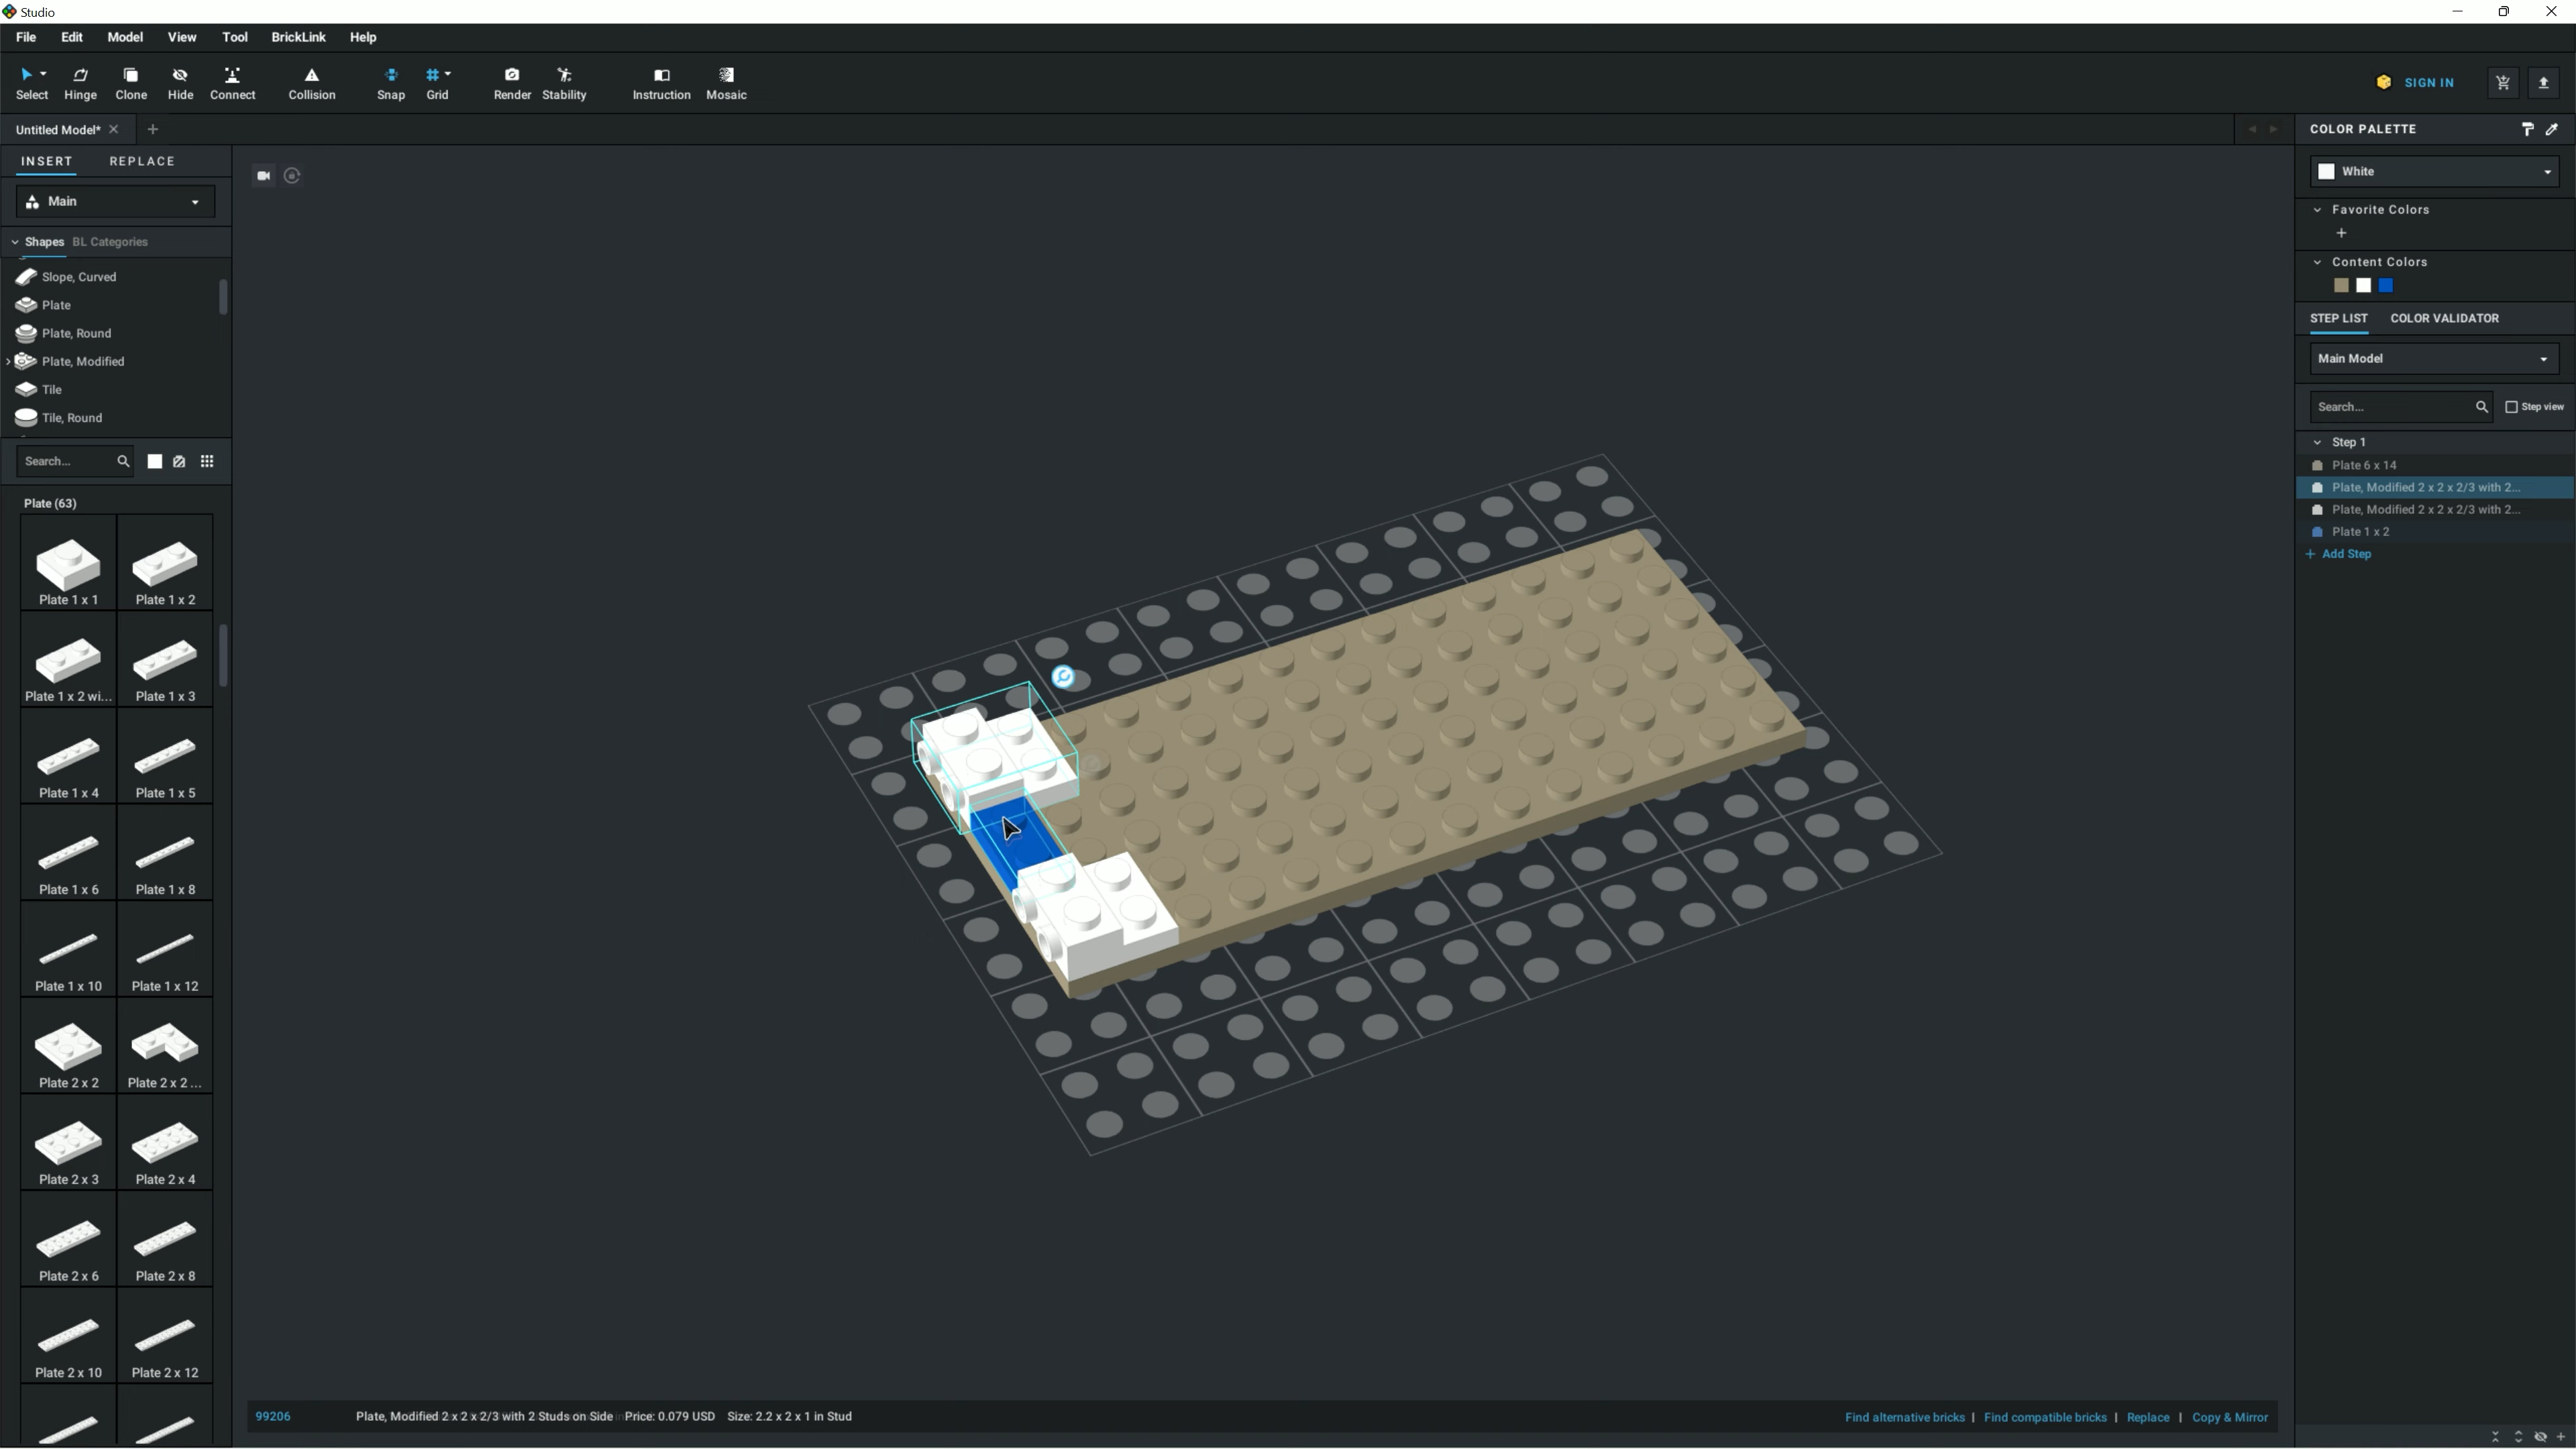 Studio
File Edit Model View Tool BrickLink Help
Select Hinge Clone Hide Connect Collision Snap Grid Render Stability Instruction Mosaic SIGN IN
Untitled Model*
INSERT REPLACE
Main
Shapes BL Categories
Slope, Curved
Plate
Plate, Round
Plate, Modified
Tile
Tile, Round
Search...
Plate (63)
Plate 1 x 1 Plate 1 x 2
Plate 1 x 2 wi... Plate 1 x 3
Plate 1 x 4 Plate 1 x 5
Plate 1 x 6 Plate 1 x 8
Plate 1 x 10 Plate 1 x 12
Plate 2 x 2 Plate 2 x 2 ...
Plate 2 x 3 Plate 2 x 4
Plate 2 x 6 Plate 2 x 8
Plate 2 x 10 Plate 2 x 12
99206 Plate, Modified 2 x 2 x 2/3 with 2 Studs on Side Price: 0.079 USD Size: 2.2 x 2 x 1 in Stud
Find alternative bricks | Find compatible bricks | Replace | Copy & Mirror
COLOR PALETTE
White
Favorite Colors
Content Colors
STEP LIST COLOR VALIDATOR
Main Model
Search... Step view
Step 1
Plate 6 x 14
Plate, Modified 2 x 2 x 2/3 with 2...
Plate, Modified 2 x 2 x 2/3 with 2...
Plate 1 x 2
+ Add Step